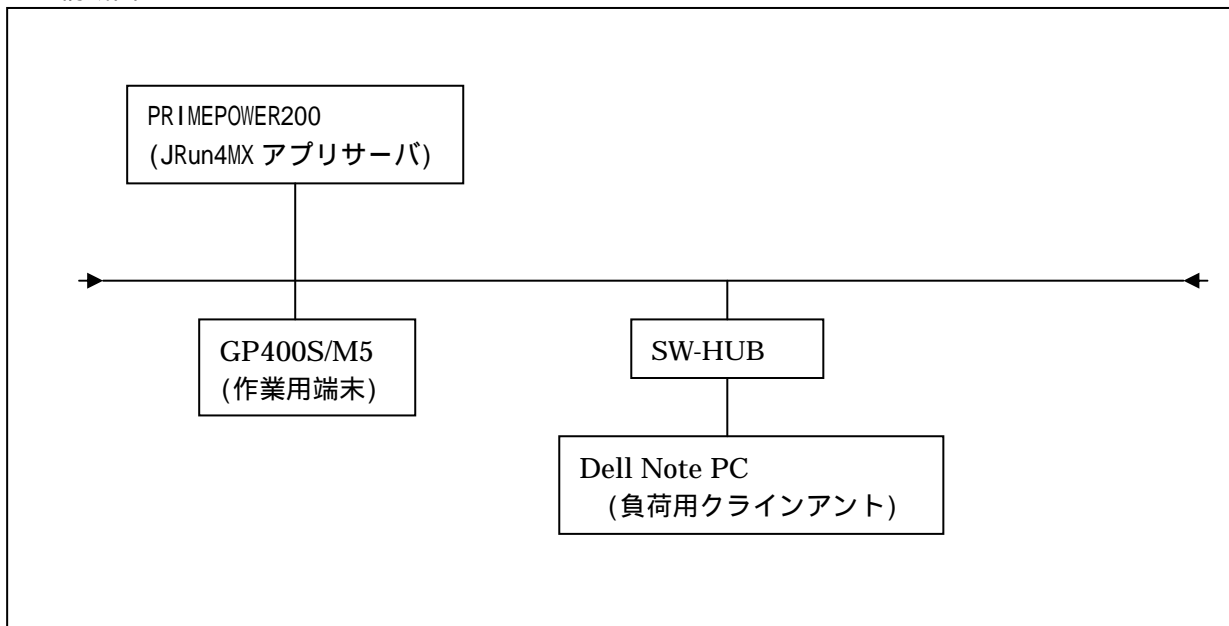 PRIMEPOWER200
(JRun4MX アプリサーバ)
GP400S/M5
(作業用端末)
SW-HUB
Dell Note PC
(負荷用クラインアント)